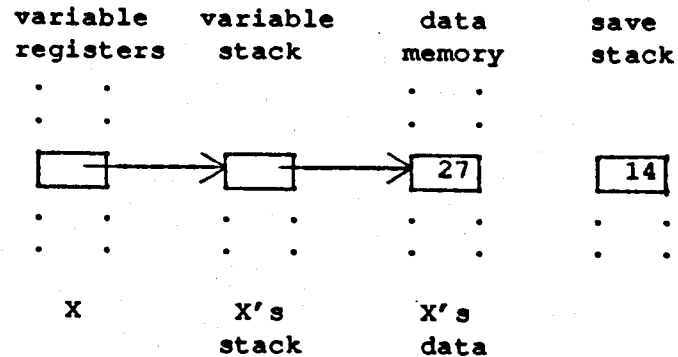 variable variable data save
registers stack memory stack
27 14
X X's X's
stack data